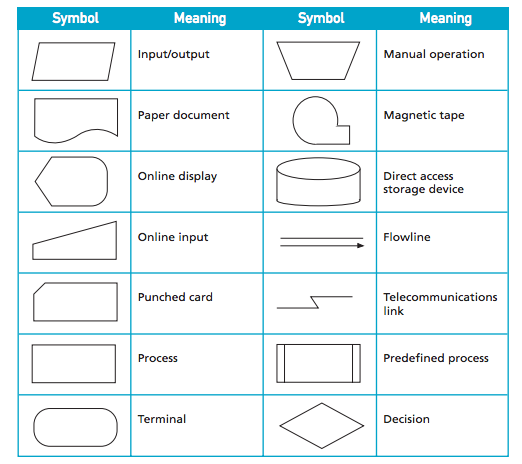 Symbol Meaning Symbol Meaning
Input/output Manual operation
Paper document Magnetic tape
Online display Direct access
storage device
Online input Flowline
Punched card Telecommunications
link
Process Predefined process
Terminal Decision